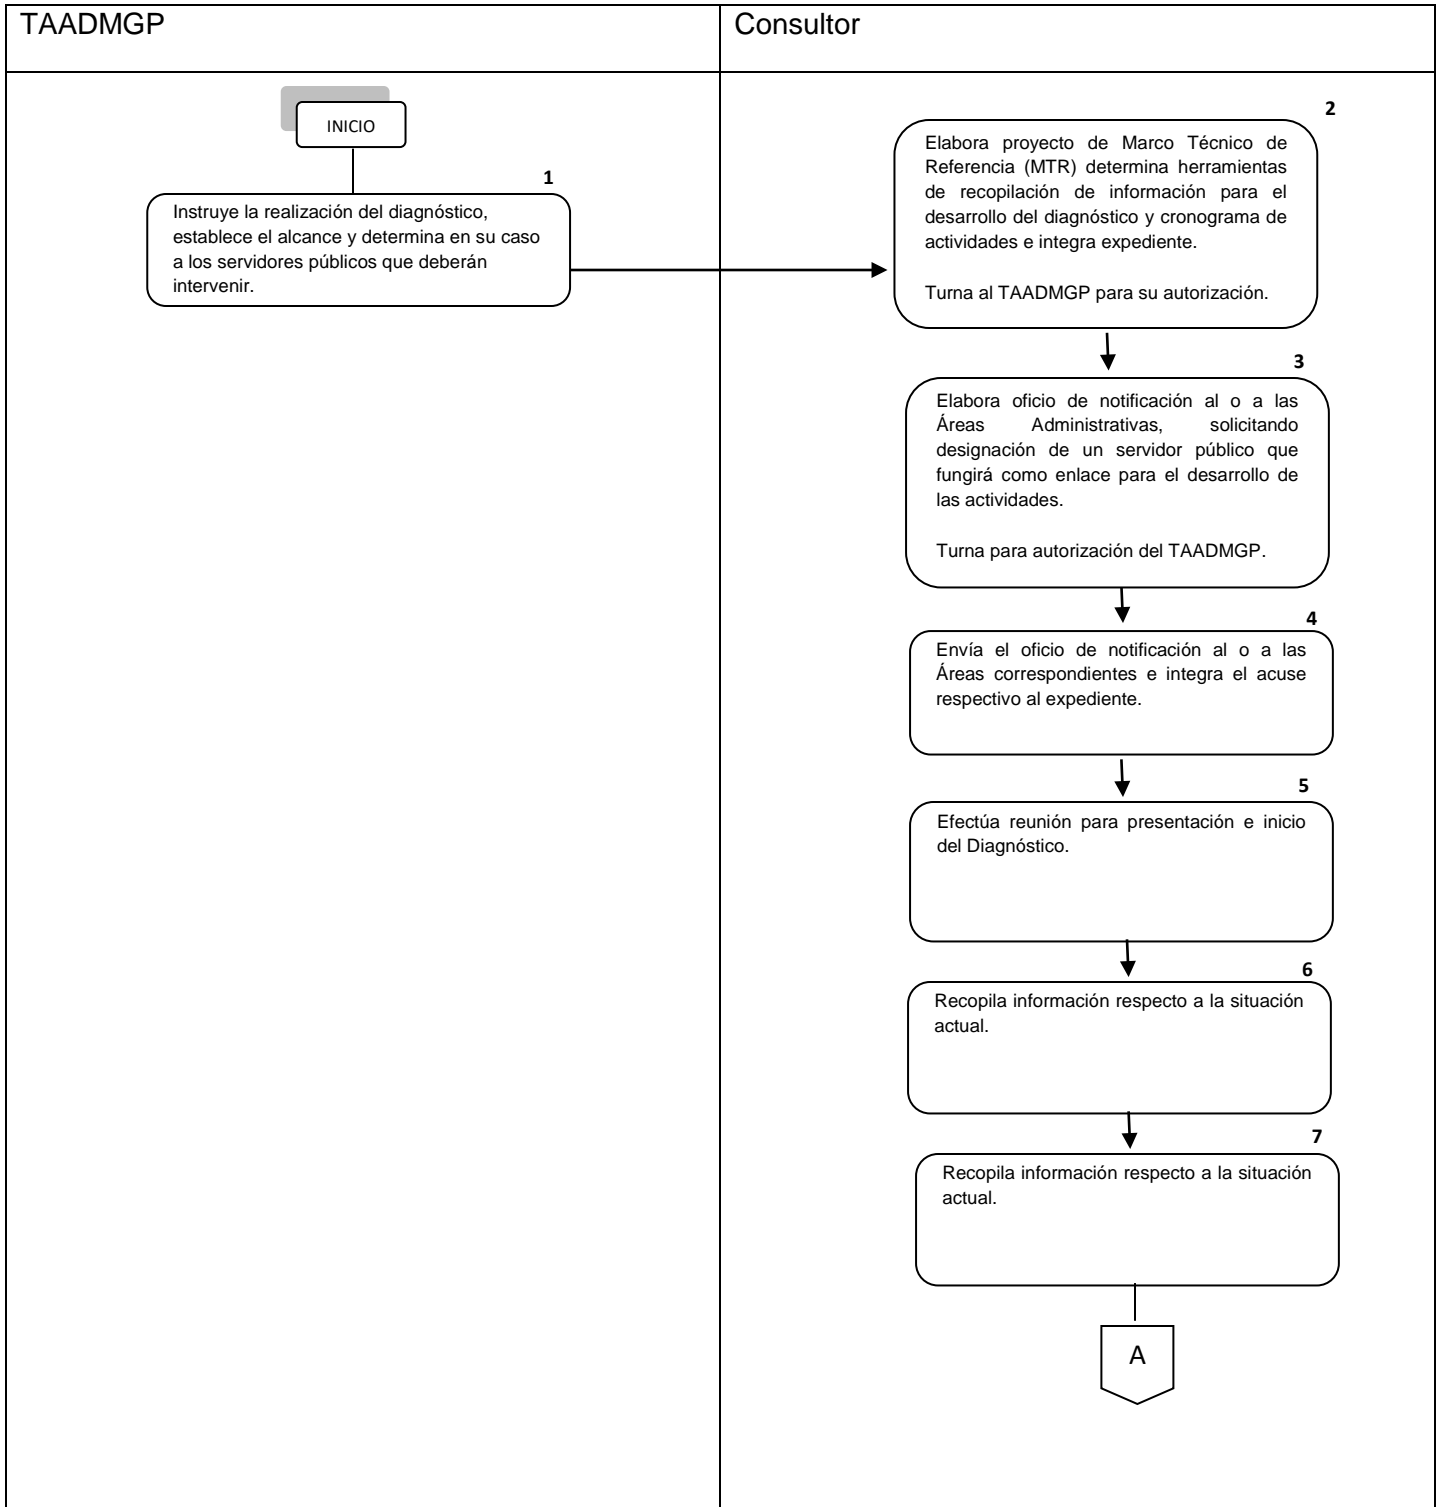 TAADMGP
Consultor
INICIO
1
Instruye la realización del diagnóstico,
establece el alcance y determina en su caso
a los servidores públicos que deberán
intervenir.
2
Elabora proyecto de Marco Técnico de
Referencia (MTR) determina herramientas
de recopilación de información para el
desarrollo del diagnóstico y cronograma de
actividades e integra expediente.
Turna al TAADMGP para su autorización.
3
Elabora oficio de notificación al o a las
Áreas Administrativas, solicitando
designación de un servidor público que
fungirá como enlace para el desarrollo de
las actividades.
Turna para autorización del TAADMGP.
4
Envía el oficio de notificación al o a las
Áreas correspondientes e integra el acuse
respectivo al expediente.
5
Efectúa reunión para presentación e inicio
del Diagnóstico.
6
Recopila información respecto a la situación
actual.
7
Recopila información respecto a la situación
actual.
A